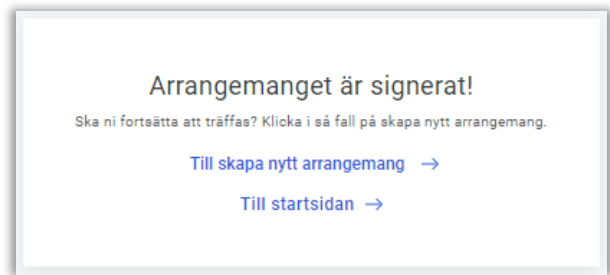 Arrangemanget är signerat!
Ska ni fortsätta att träffas? Klicka i så fall på skapa nytt arrangemang.
Till skapa nytt arrangemang →
Till startsidan →